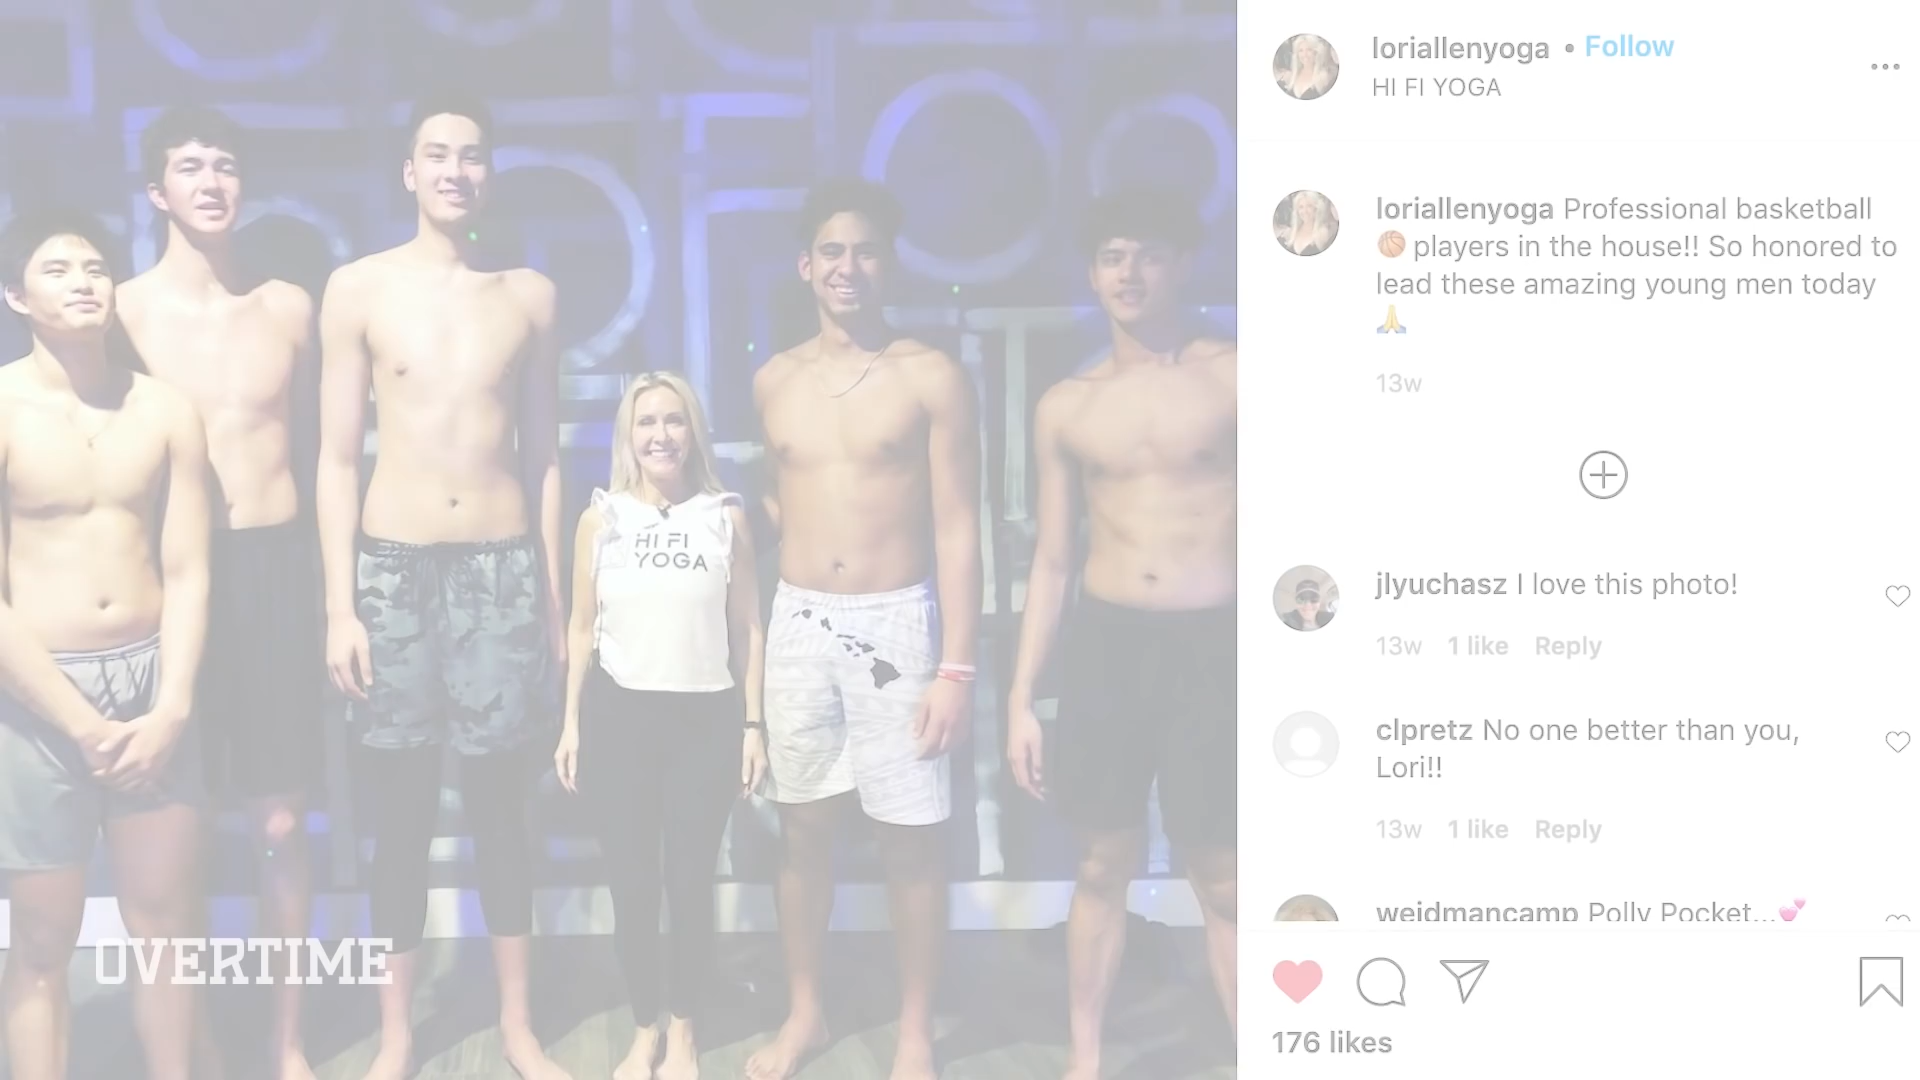 loriallenyoga • Follow
HI FI YOGA
loriallenyoga Professional basketball
🏀 players in the house!! So honored to
lead these amazing young men today
🙏
13w
HI FI
YOGA
jlyuchasz I love this photo!
13w 1 like Reply
clpretz No one better than you,
Lori!!
13w 1 like Reply
weidmancamp Polly Pocket...💕
OVERTIME
176 likes